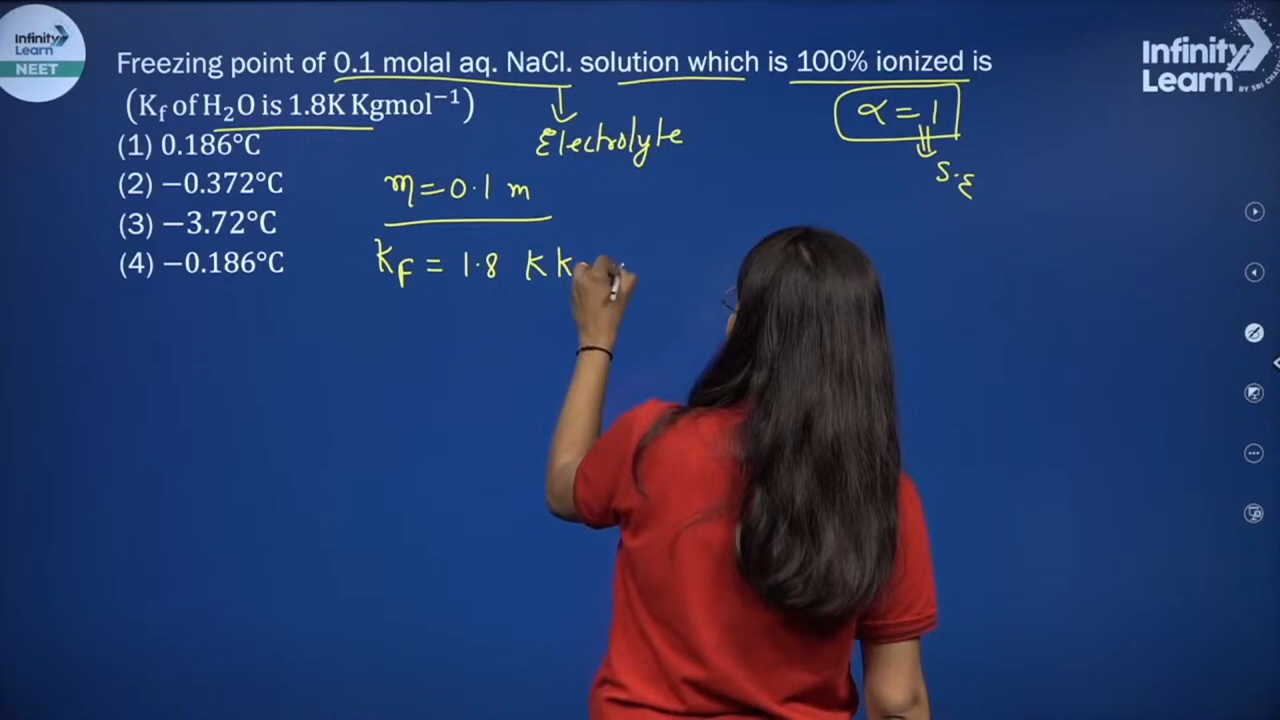 Infinity
Learn
NEET
Freezing point of 0.1 molal aq. NaCl. solution which is 100% ionized is
(K_f of H₂O is 1.8K Kgmol⁻¹)
(1) 0.186°C
(2) −0.372°C
(3) −3.72°C
(4) −0.186°C
Electrolyte
α = 1
S.E
m = 0.1 m
K_f = 1.8 K k
Infinity
Learn